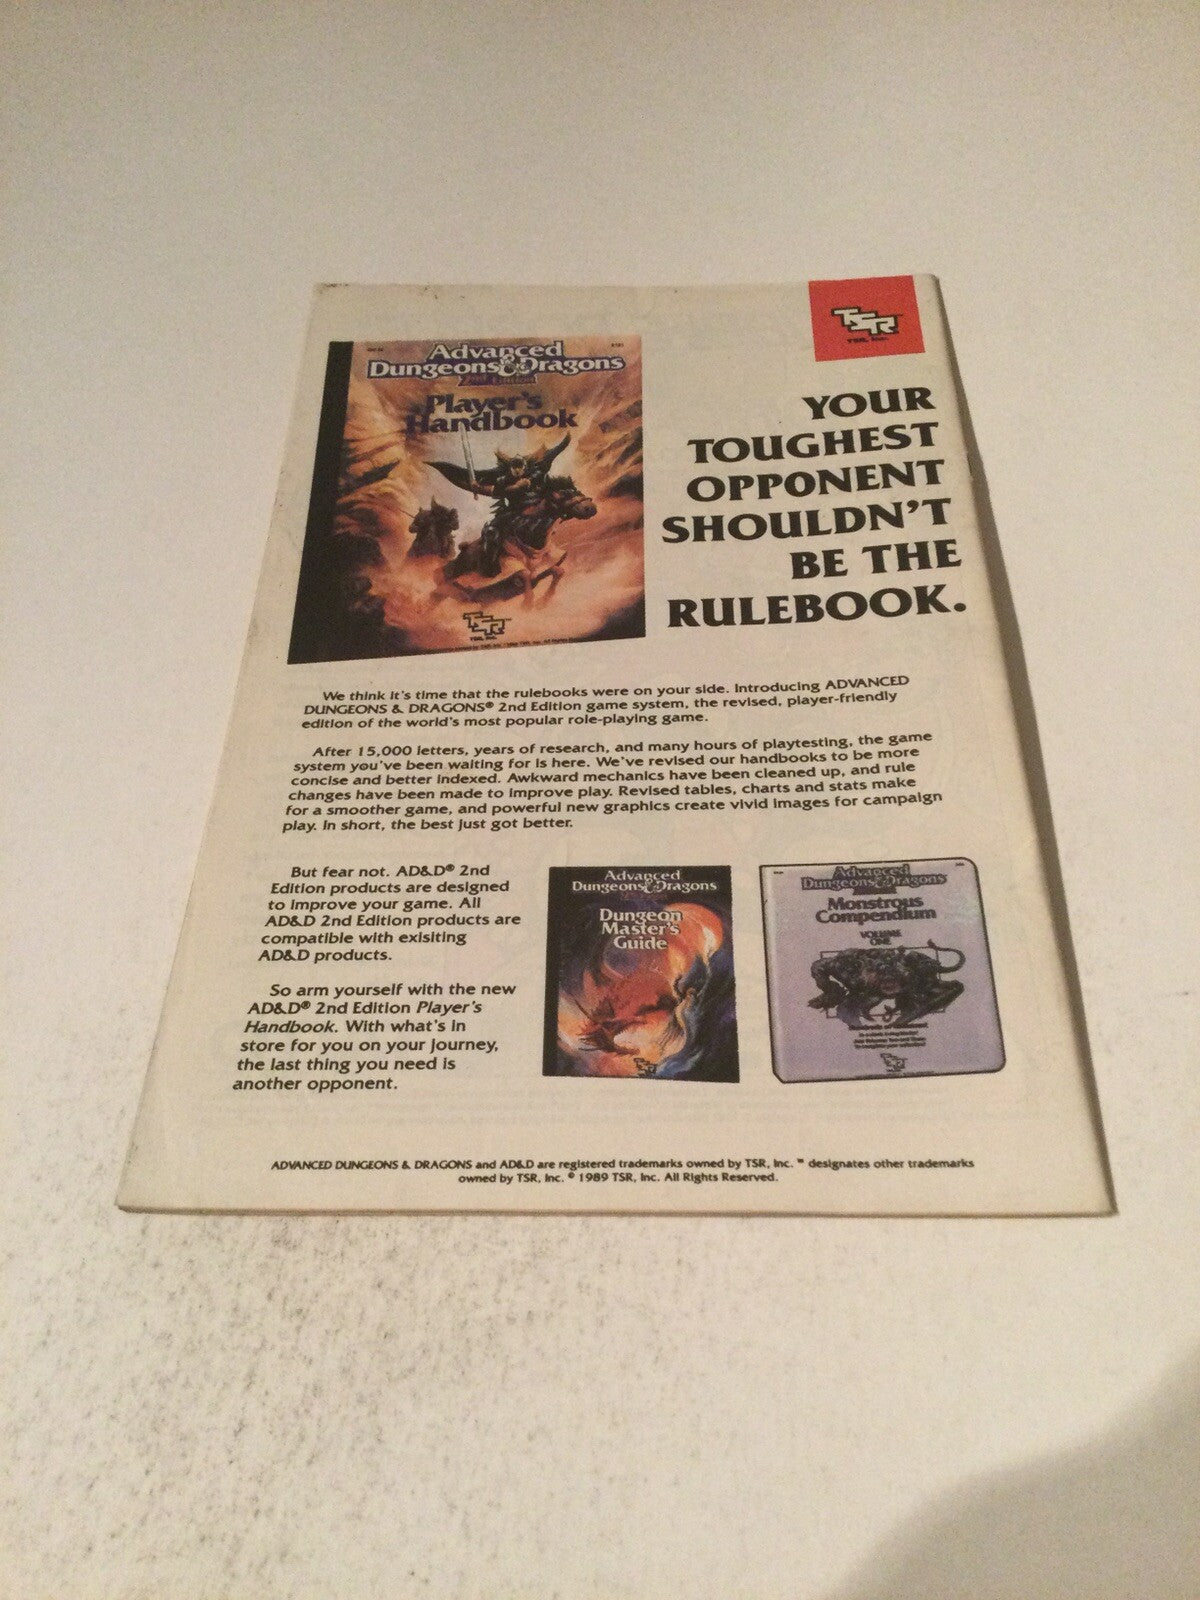 TSR
TSR, Inc.
Advanced
Dungeons & Dragons
2nd Edition
Player's
Handbook
TSR
TSR, Inc.
YOUR
TOUGHEST
OPPONENT
SHOULDN'T
BE THE
RULEBOOK.
We think it's time that the rulebooks were on your side. Introducing ADVANCED
DUNGEONS & DRAGONS® 2nd Edition game system, the revised, player-friendly
edition of the world's most popular role-playing game.
After 15,000 letters, years of research, and many hours of playtesting, the game
system you've been waiting for is here. We've revised our handbooks to be more
concise and better indexed. Awkward mechanics have been cleaned up, and rule
changes have been made to improve play. Revised tables, charts and stats make
for a smoother game, and powerful new graphics create vivid images for campaign
play. In short, the best just got better.
But fear not. AD&D® 2nd
Edition products are designed
to improve your game. All
AD&D 2nd Edition products are
compatible with exisiting
AD&D products.
So arm yourself with the new
AD&D® 2nd Edition Player's
Handbook. With what's in
store for you on your journey,
the last thing you need is
another opponent.
Advanced
Dungeons & Dragons
Dungeon
Master's
Guide
TSR
Advanced
Dungeons & Dragons
Monstrous
Compendium
VOLUME
ONE
TSR
ADVANCED DUNGEONS & DRAGONS and AD&D are registered trademarks owned by TSR, Inc. ™ designates other trademarks
owned by TSR, Inc. © 1989 TSR, Inc. All Rights Reserved.